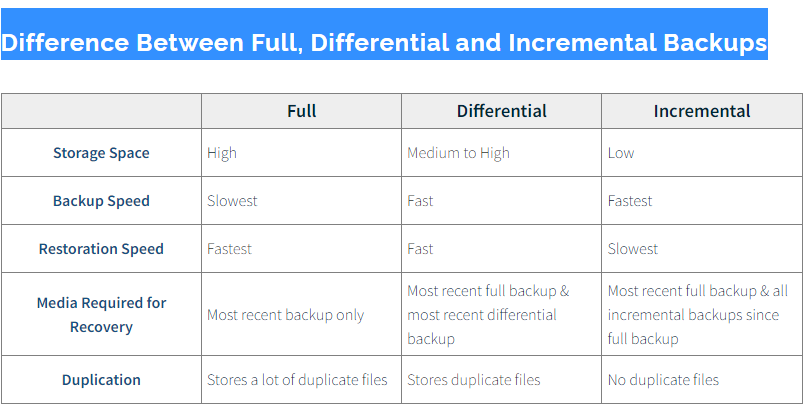 Difference Between Full, Differential and Incremental Backups
Full Differential Incremental
Storage Space High Medium to High Low
Backup Speed Slowest Fast Fastest
Restoration Speed Fastest Fast Slowest
Media Required for
Recovery
Most recent backup only
Most recent full backup &
most recent differential
backup
Most recent full backup & all
incremental backups since
full backup
Duplication Stores a lot of duplicate files Stores duplicate files No duplicate files